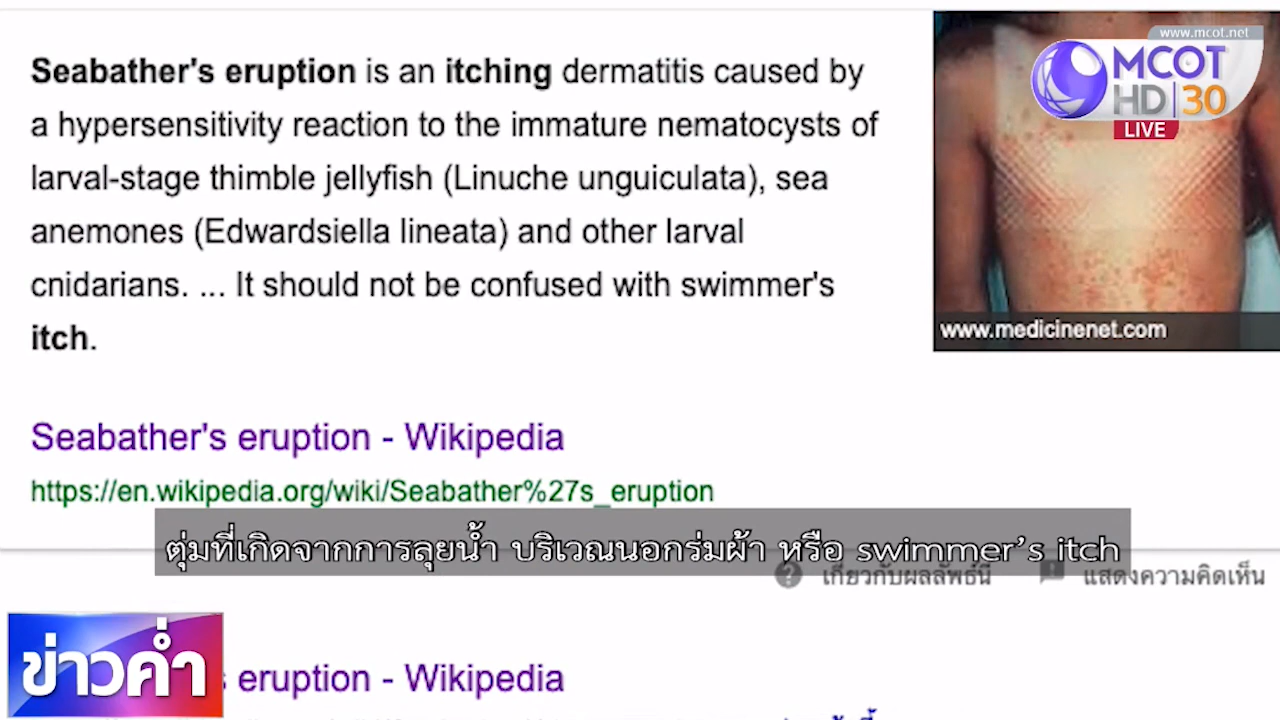 Seabather's eruption is an itching dermatitis caused by
a hypersensitivity reaction to the immature nematocysts of
larval-stage thimble jellyfish (Linuche unguiculata), sea
anemones (Edwardsiella lineata) and other larval
cnidarians. ... It should not be confused with swimmer's
itch.
www.mcot.net
MCOT
HD 30
LIVE
www.medicinenet.com
Seabather's eruption - Wikipedia
https://en.wikipedia.org/wiki/Seabather%27s_eruption
ตุ่มที่เกิดจากการลุยน้ำ บริเวณนอกร่มผ้า หรือ swimmer's itch
เกี่ยวกับผลลัพธ์นี้
แสดงความคิดเห็น
ข่าวค่ำ
eruption - Wikipedia